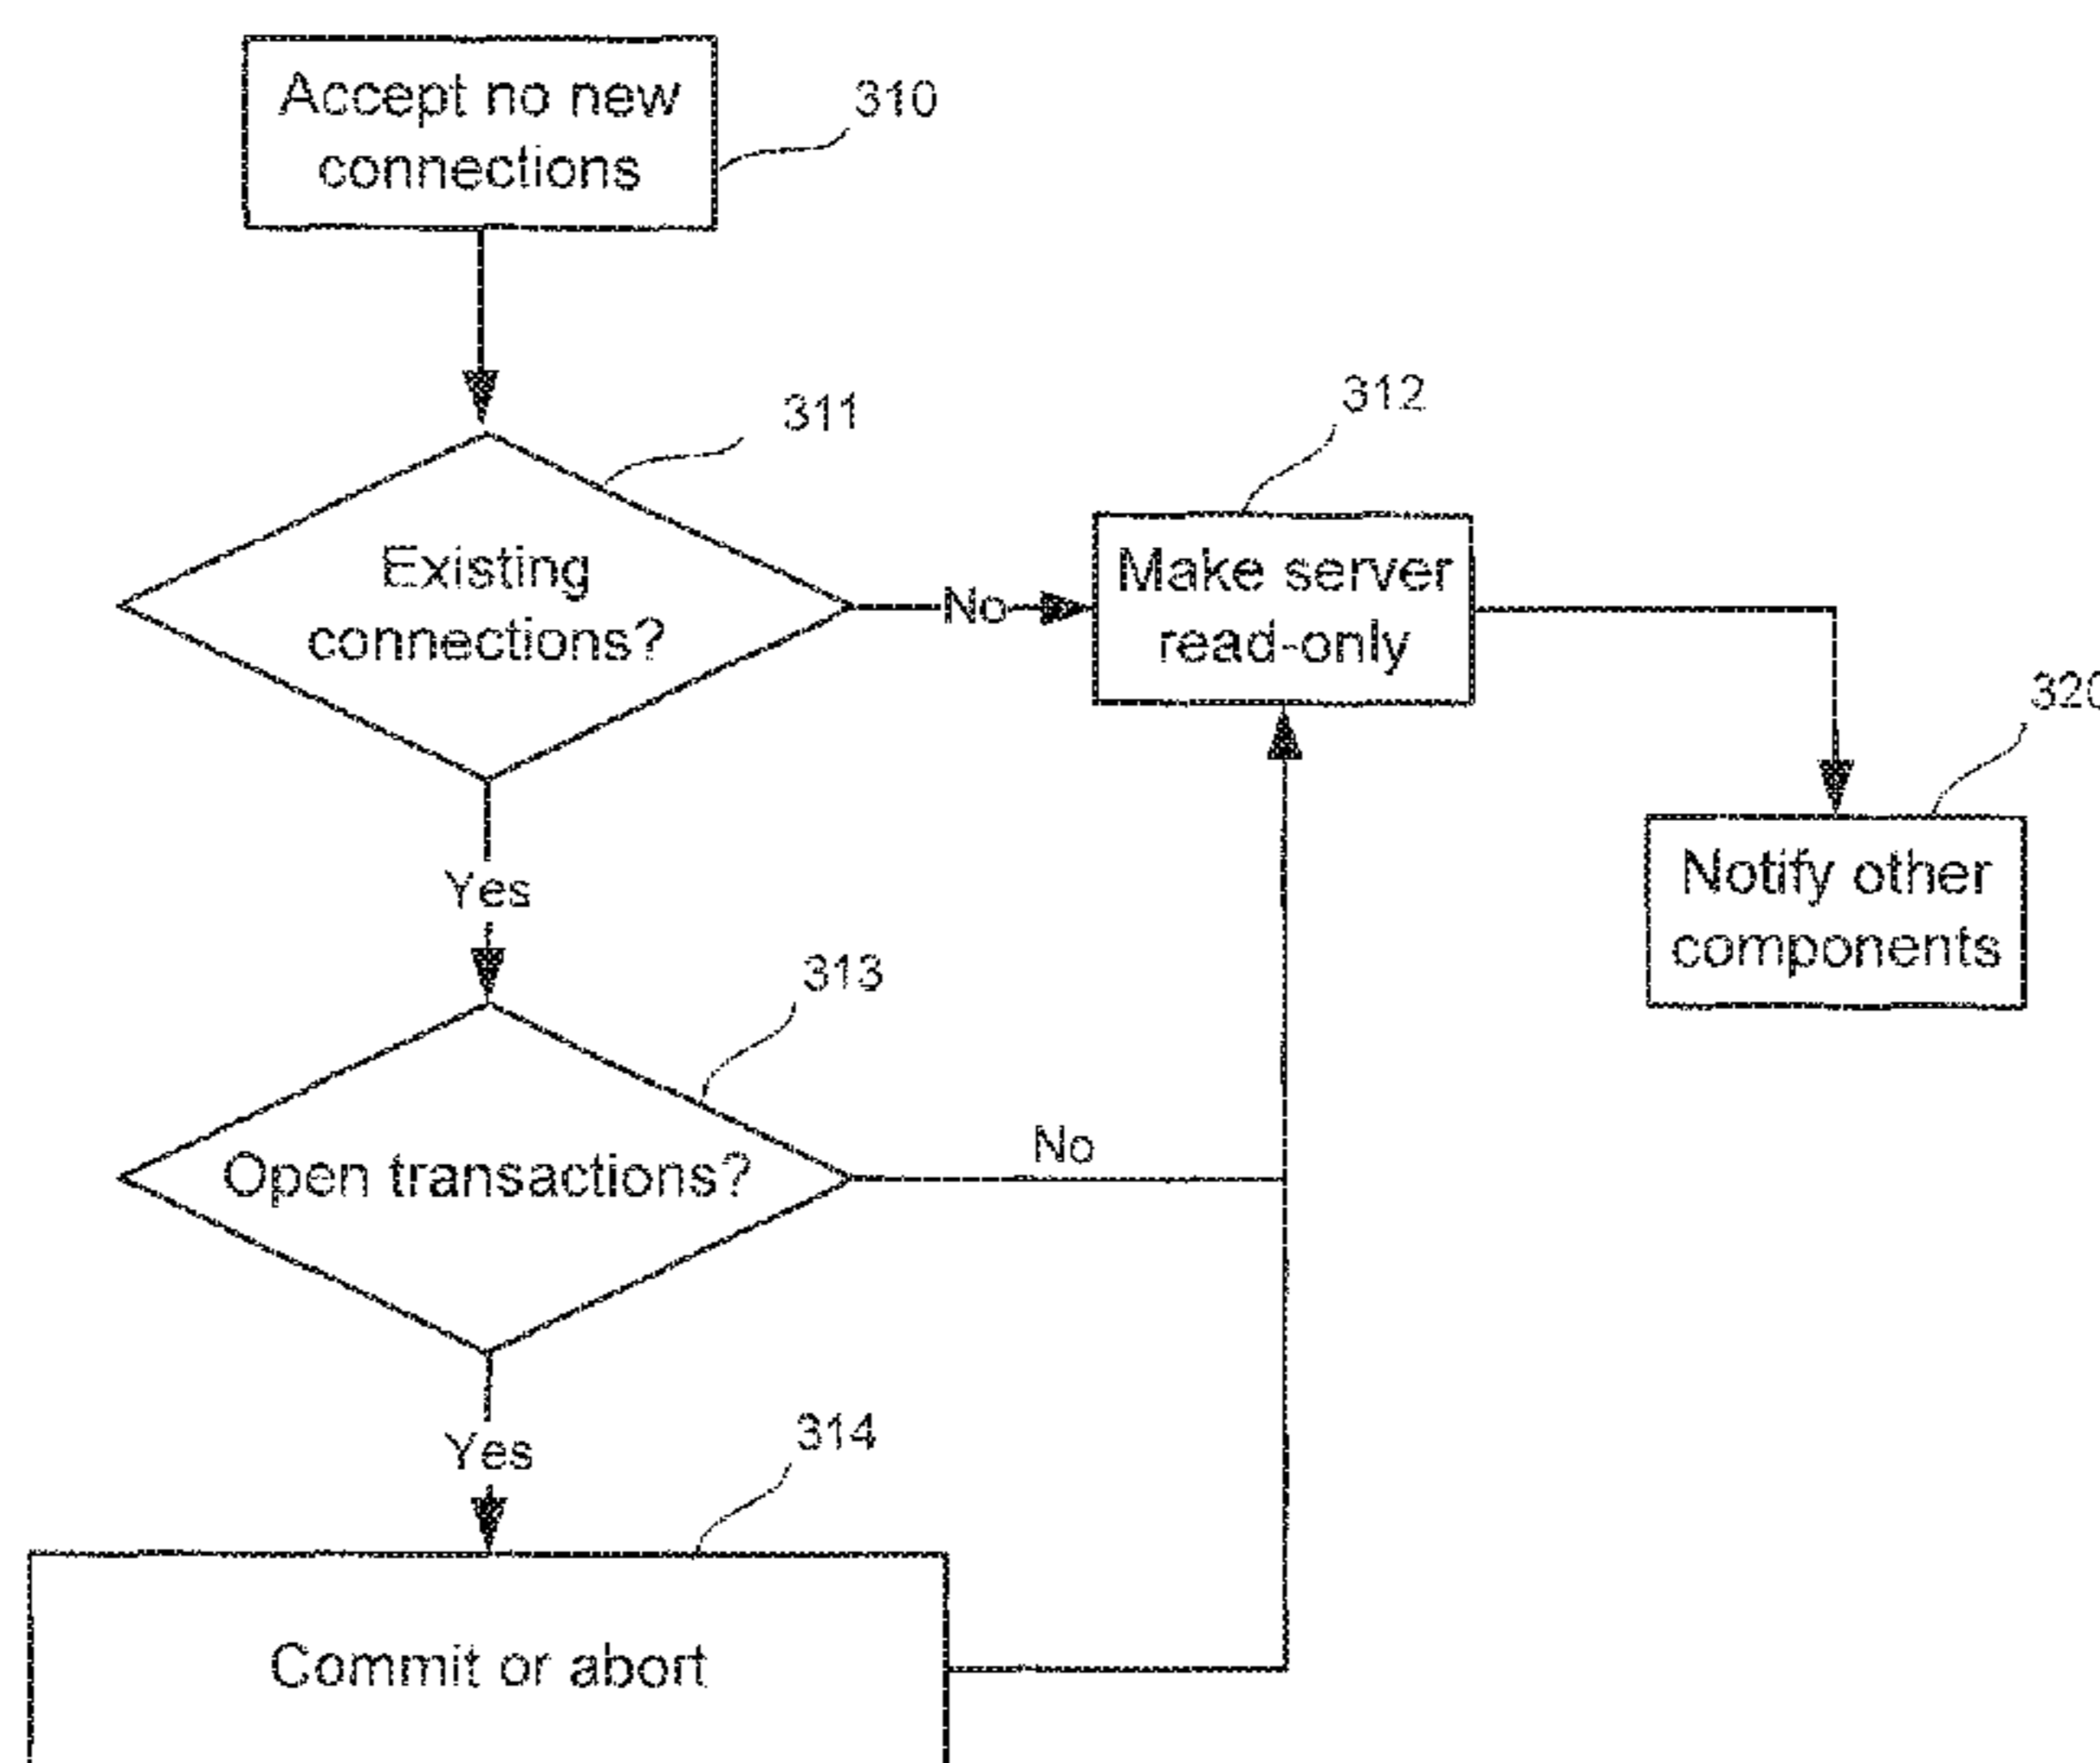 Accept no new
connections
310
311
Existing
connections?
No
312
Make server
read-only
320
Notify other
components
Yes
313
Open transactions?
No
Yes
314
Commit or abort